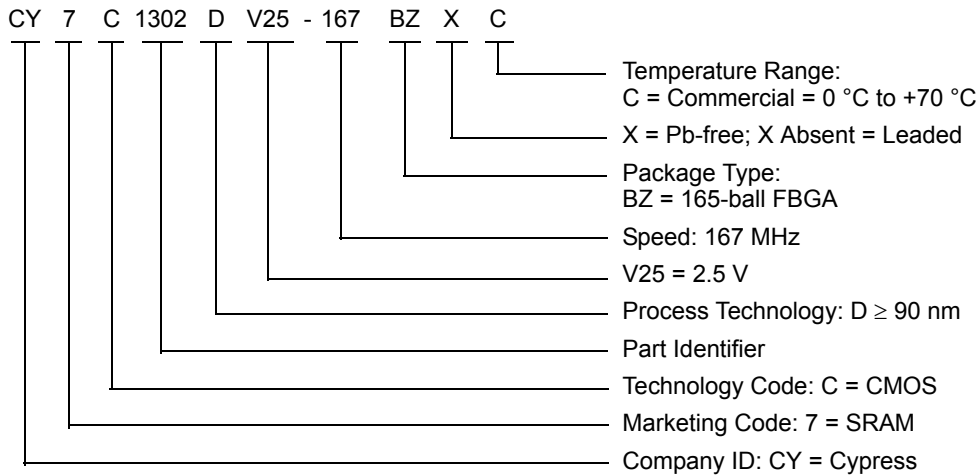 CY 7 C 1302 D V25 - 167 BZ X C
Temperature Range:
C = Commercial = 0 °C to +70 °C
X = Pb-free; X Absent = Leaded
Package Type:
BZ = 165-ball FBGA
Speed: 167 MHz
V25 = 2.5 V
Process Technology: D ≥ 90 nm
Part Identifier
Technology Code: C = CMOS
Marketing Code: 7 = SRAM
Company ID: CY = Cypress